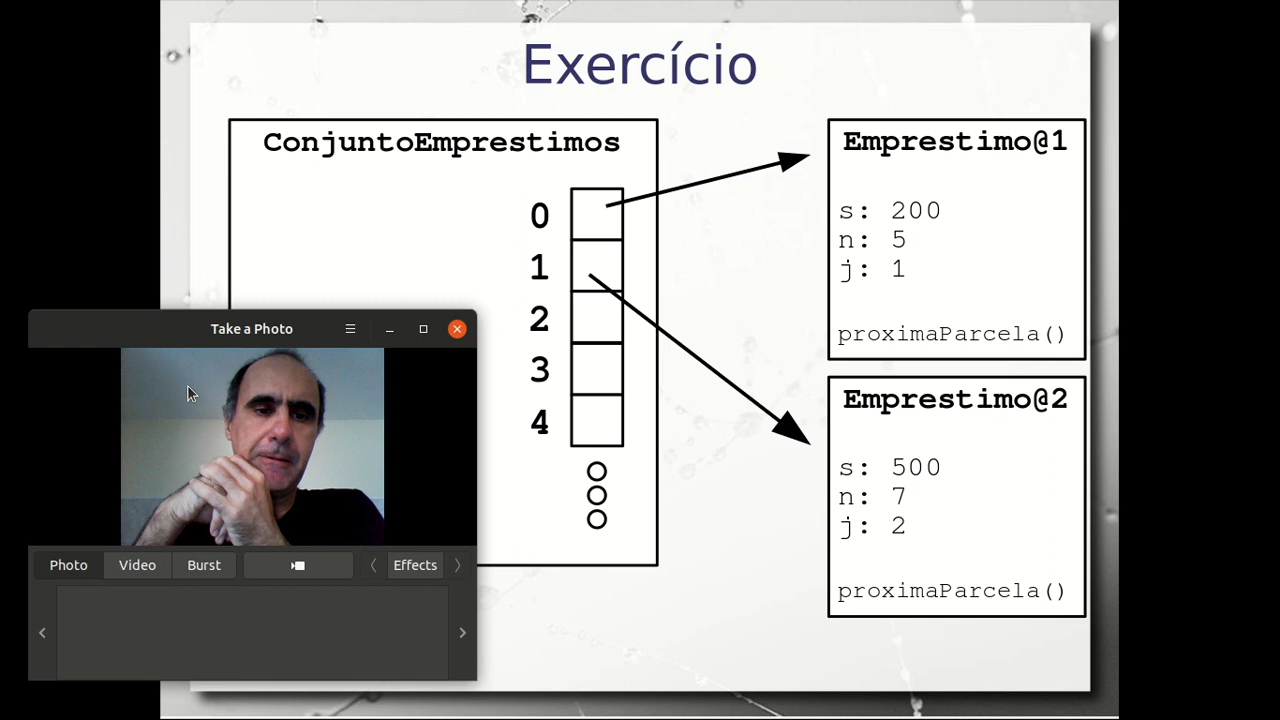 Exercício
ConjuntoEmprestimos
0
1
2
3
4
Emprestimo@1
s: 200
n: 5
j: 1
proximaParcela()
Emprestimo@2
s: 500
n: 7
j: 2
proximaParcela()
Take a Photo
Photo
Video
Burst
Effects